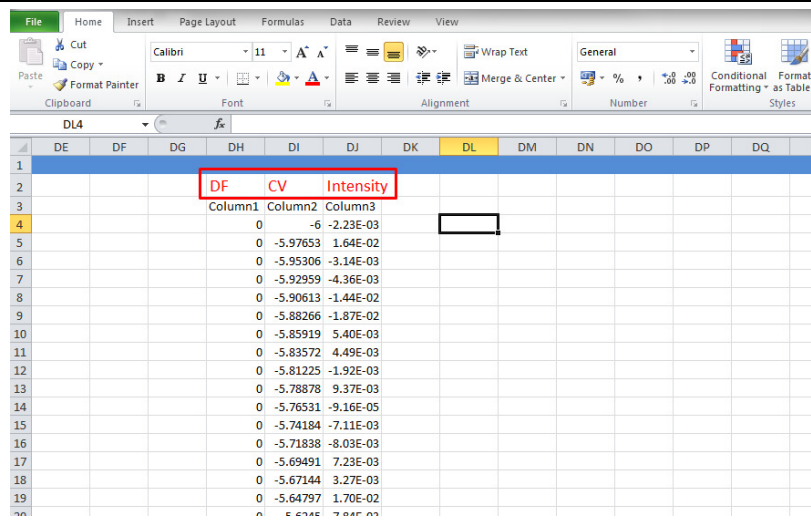 File Home Insert Page Layout Formulas Data Review View
Cut
Copy
Format Painter
Paste
Calibri 11 A A
B I U A
Wrap Text
Merge & Center
General
% ,
Conditional Format
Formatting as Table
Clipboard Font Alignment Number Styles
DL4 fx
DE DF DG DH DI DJ DK DL DM DN DO DP DQ
1
2 DF CV Intensity
3 Column1 Column2 Column3
4 0 -6 -2.23E-03
5 0 -5.97653 1.64E-02
6 0 -5.95306 -3.14E-03
7 0 -5.92959 -4.36E-03
8 0 -5.90613 -1.44E-02
9 0 -5.88266 -1.87E-02
10 0 -5.85919 5.40E-03
11 0 -5.83572 4.49E-03
12 0 -5.81225 -1.92E-03
13 0 -5.78878 9.37E-03
14 0 -5.76531 -9.16E-05
15 0 -5.74184 -7.11E-03
16 0 -5.71838 -8.03E-03
17 0 -5.69491 7.23E-03
18 0 -5.67144 3.27E-03
19 0 -5.64797 1.70E-02